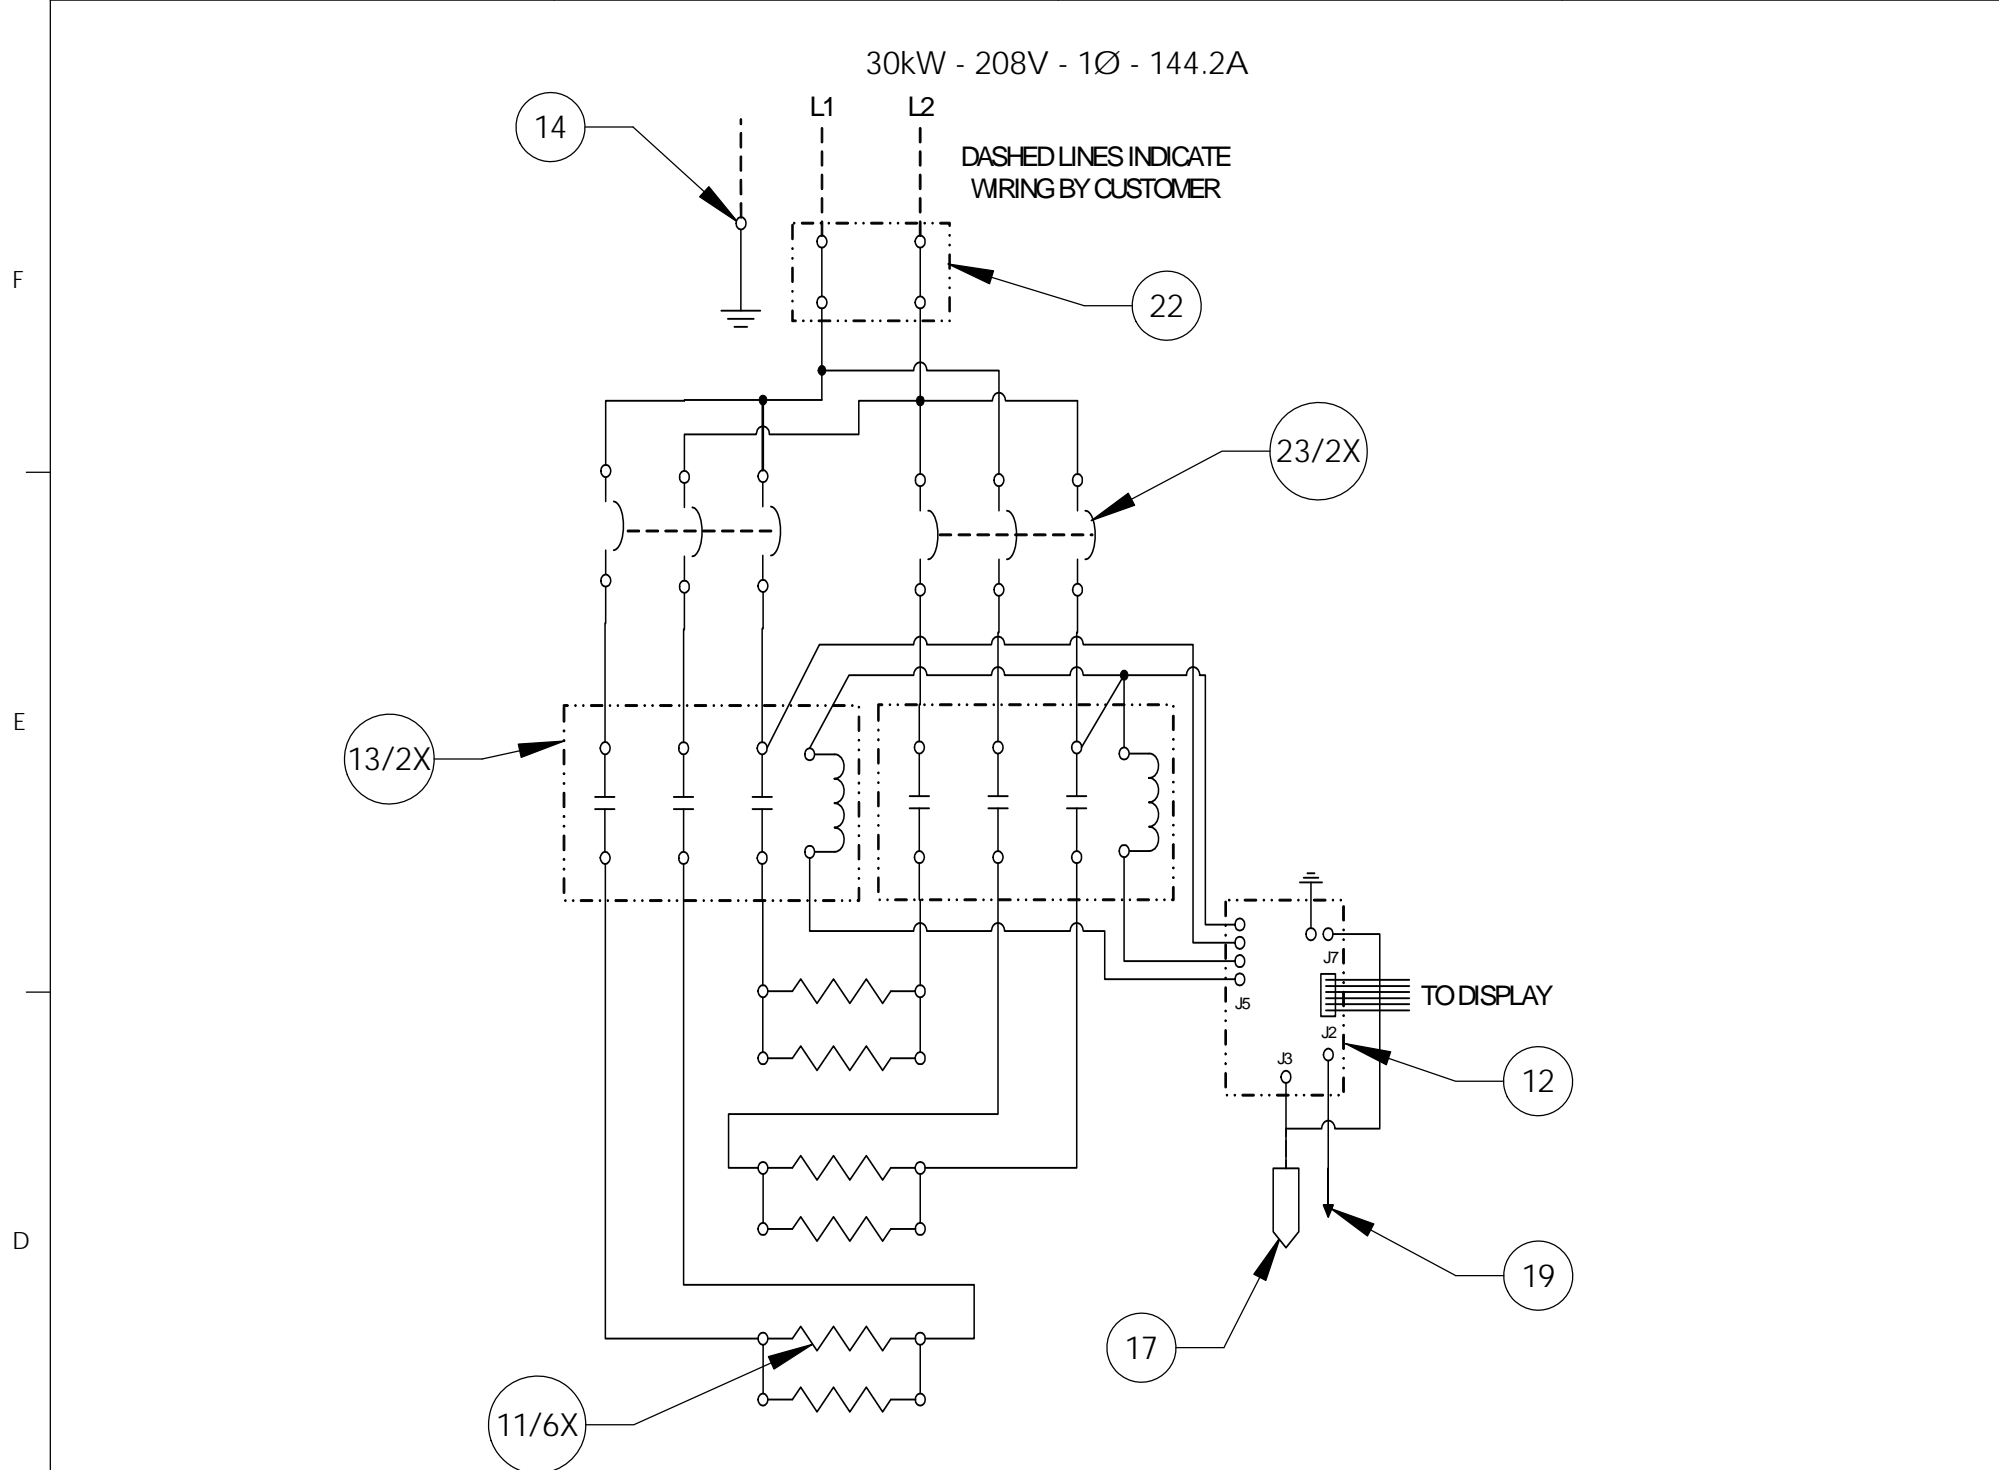 30kW - 208V - 1Ø - 144.2A
14
L1
L2
DASHED LINES INDICATE
WIRING BY CUSTOMER
F
22
23/2X
E
13/2X
J7
J5
TO DISPLAY
J2
J3
12
D
19
17
11/6X